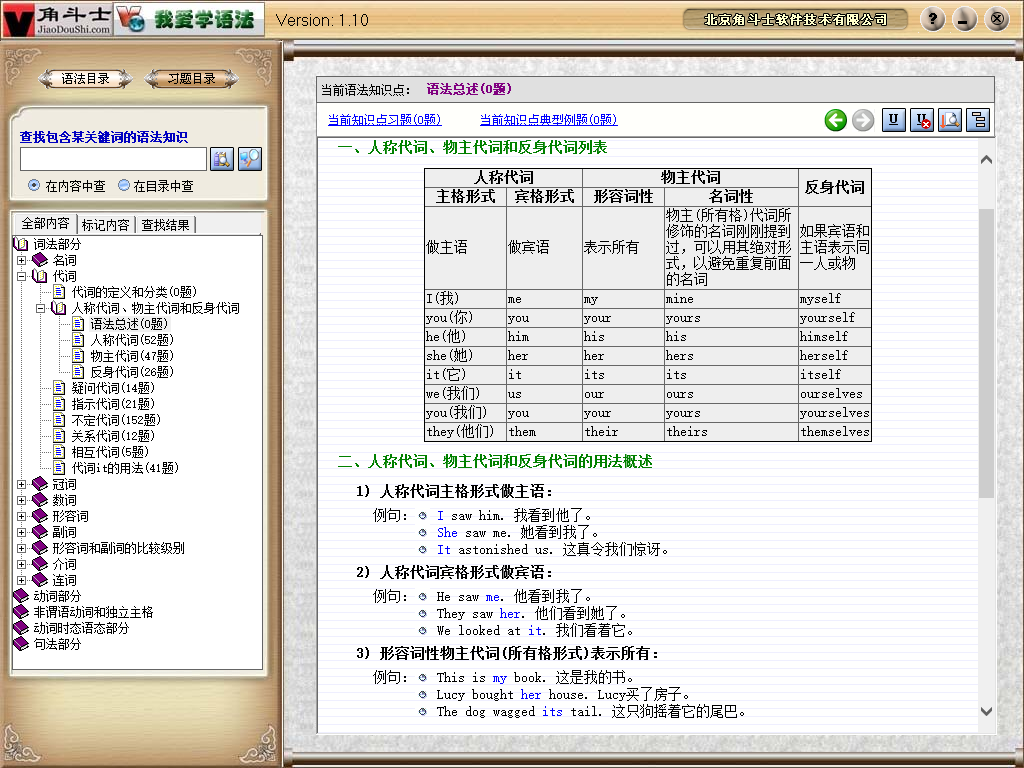 角斗士
JiaoDouShi.com
我爱学语法
Version: 1.10
北京角斗士软件技术有限公司
语法目录
习题目录
查找包含某关键词的语法知识
在内容中查
在目录中查
全部内容
标记内容
查找结果
词法部分
名词
代词
代词的定义和分类(0题)
人称代词、物主代词和反身代词
语法总述(0题)
人称代词(52题)
物主代词(47题)
反身代词(26题)
疑问代词(14题)
指示代词(21题)
不定代词(152题)
关系代词(12题)
相互代词(5题)
代词it的用法(41题)
冠词
数词
形容词
副词
形容词和副词的比较级别
介词
连词
动词部分
非谓语动词和独立主格
动词时态语态部分
句法部分
当前语法知识点: 语法总述(0题)
当前知识点习题(0题)
当前知识点典型例题(0题)
一、人称代词、物主代词和反身代词列表
人称代词 物主代词 反身代词
主格形式 宾格形式 形容词性 名词性
做主语 做宾语 表示所有 物主(所有格)代词所修饰的名词刚刚提到过，可以用其绝对形式，以避免重复前面的名词 如果宾语和主语表示同一人或物
I(我) me my mine myself
you(你) you your yours yourself
he(他) him his his himself
she(她) her her hers herself
it(它) it its its itself
we(我们) us our ours ourselves
you(我们) you your yours yourselves
they(他们) them their theirs themselves
二、人称代词、物主代词和反身代词的用法概述
1) 人称代词主格形式做主语:
例句: I saw him. 我看到他了。
She saw me. 她看到我了。
It astonished us. 这真令我们惊讶。
2) 人称代词宾格形式做宾语:
例句: He saw me. 他看到我了。
They saw her. 他们看到她了。
We looked at it. 我们看着它。
3) 形容词性物主代词(所有格形式)表示所有:
例句: This is my book. 这是我的书。
Lucy bought her house. Lucy买了房子。
The dog wagged its tail. 这只狗摇着它的尾巴。